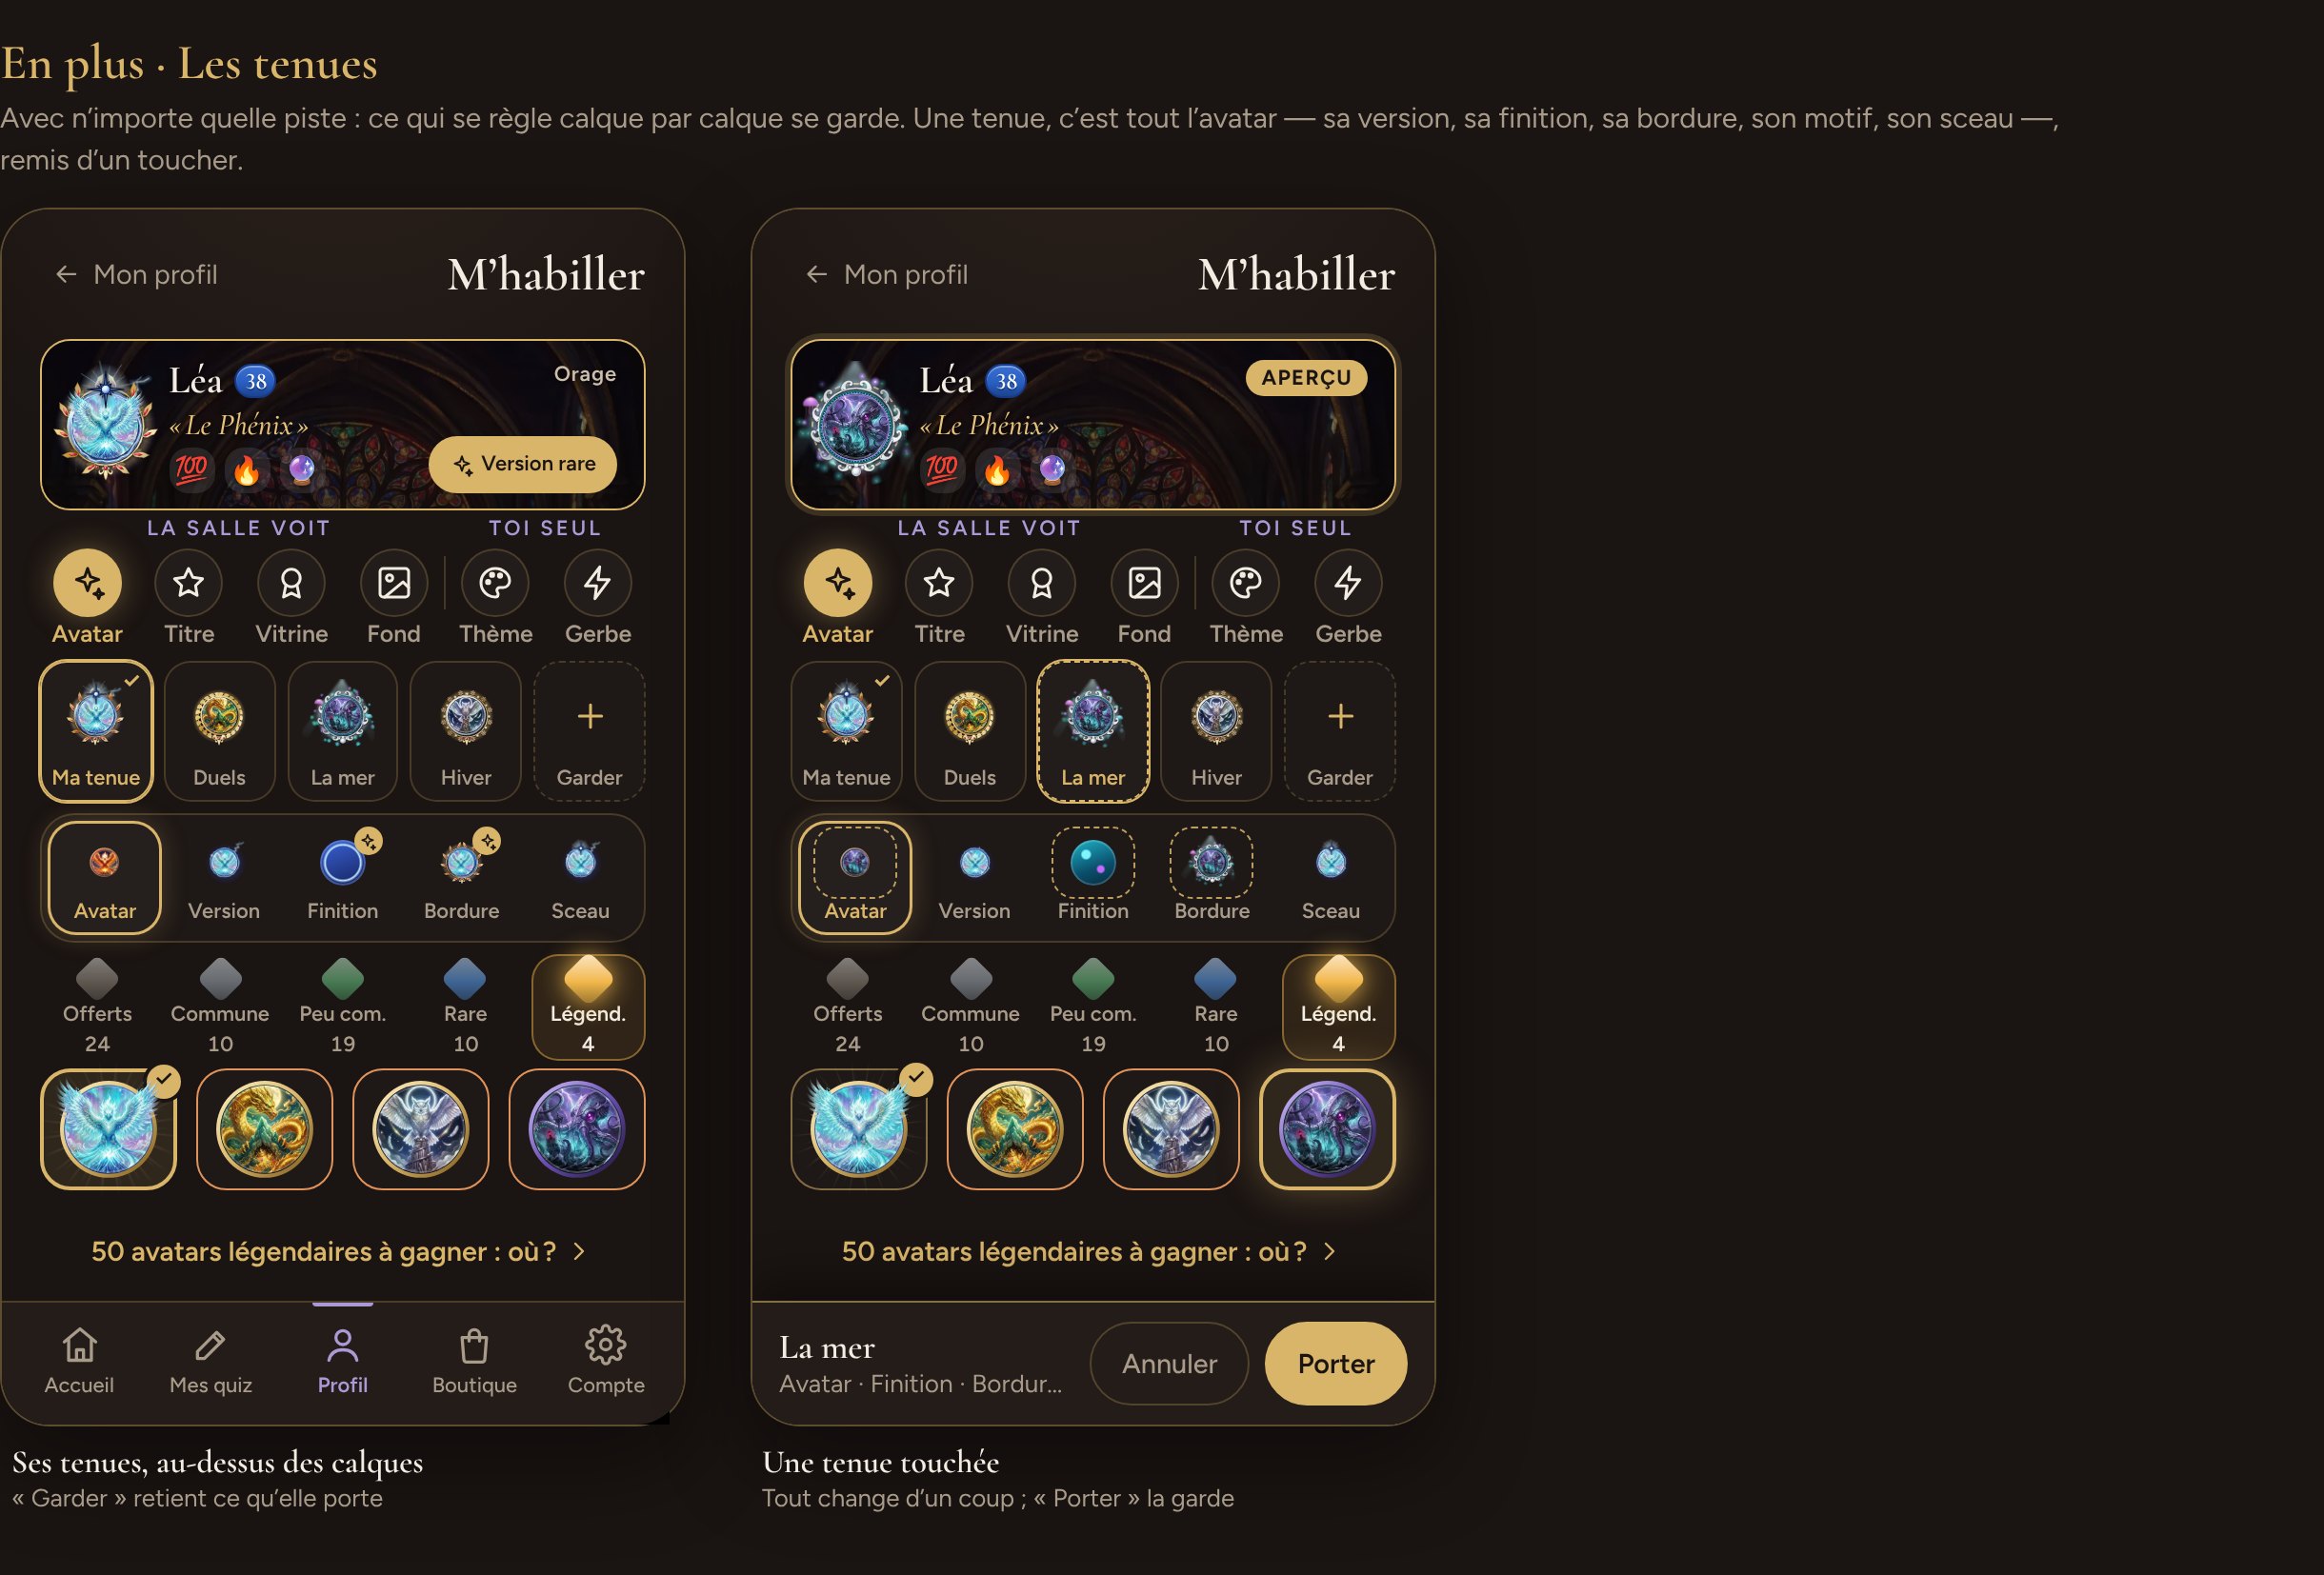 En plus · Les tenues
Avec n’importe quelle piste : ce qui se règle calque par calque se garde. Une tenue, c’est tout l’avatar — sa version, sa finition, sa bordure, son motif, son sceau —,
remis d’un toucher.
← Mon profil
M’habiller
Léa 38
Orage
« Le Phénix »
100
Version rare
LA SALLE VOIT
TOI SEUL
Avatar Titre Vitrine Fond Thème Gerbe
Ma tenue Duels La mer Hiver Garder
Avatar Version Finition Bordure Sceau
Offerts Commune Peu com. Rare Légend.
24 10 19 10 4
50 avatars légendaires à gagner : où ?
Accueil Mes quiz Profil Boutique Compte
Ses tenues, au-dessus des calques
« Garder » retient ce qu’elle porte
← Mon profil
M’habiller
Léa 38
APERÇU
« Le Phénix »
100
LA SALLE VOIT
TOI SEUL
Avatar Titre Vitrine Fond Thème Gerbe
Ma tenue Duels La mer Hiver Garder
Avatar Version Finition Bordure Sceau
Offerts Commune Peu com. Rare Légend.
24 10 19 10 4
50 avatars légendaires à gagner : où ?
La mer
Avatar · Finition · Bordur...
Annuler
Porter
Une tenue touchée
Tout change d’un coup ; « Porter » la garde